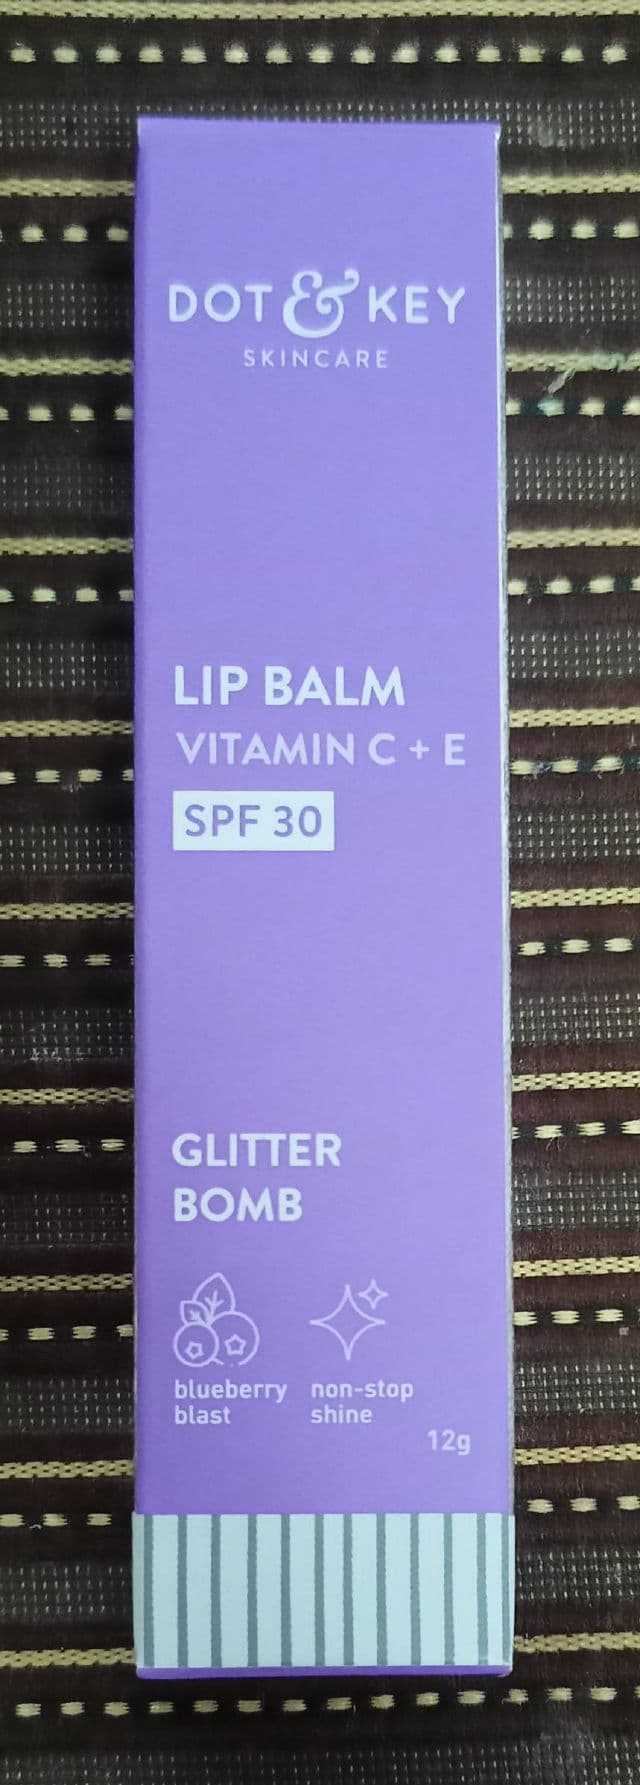 DOT & KEY
SKINCARE
LIP BALM
VITAMIN C + E
SPF 30
GLITTER
BOMB
blueberry
blast
non-stop
shine
12g